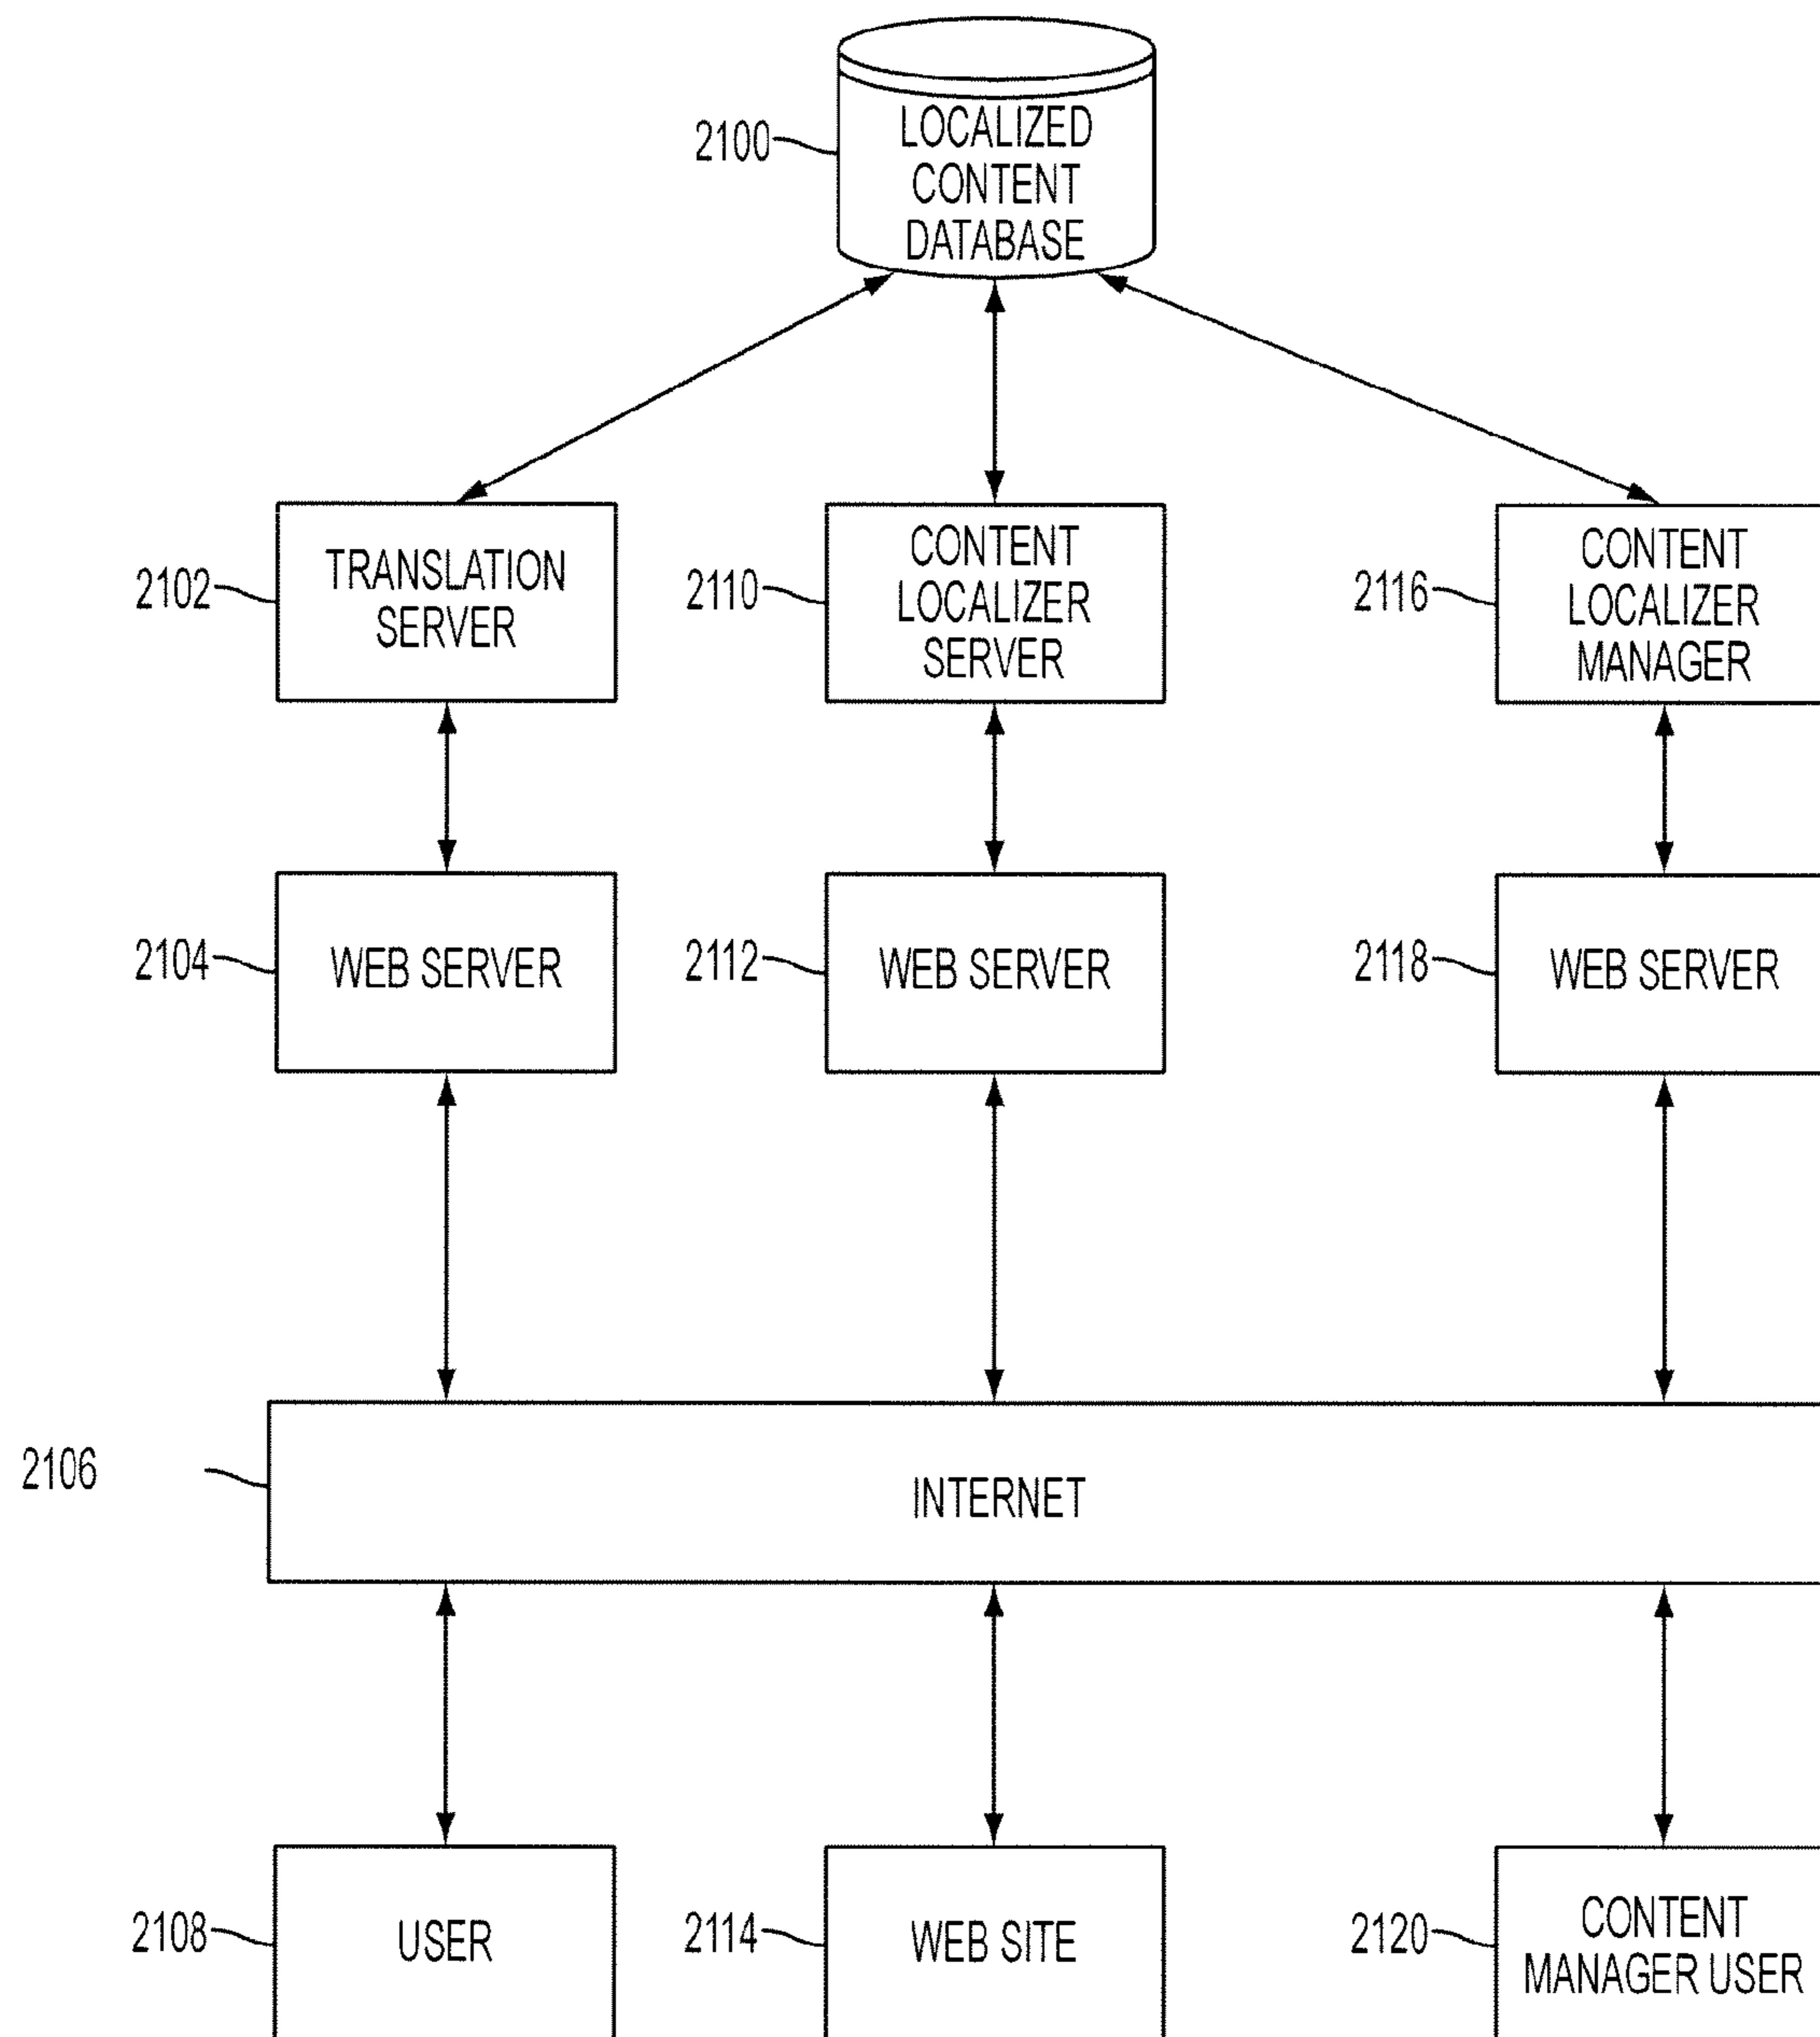 2100
LOCALIZED
CONTENT
DATABASE
2102
TRANSLATION
SERVER
2110
CONTENT
LOCALIZER
SERVER
2116
CONTENT
LOCALIZER
MANAGER
2104
WEB SERVER
2112
WEB SERVER
2118
WEB SERVER
2106
INTERNET
2108
USER
2114
WEB SITE
2120
CONTENT
MANAGER USER